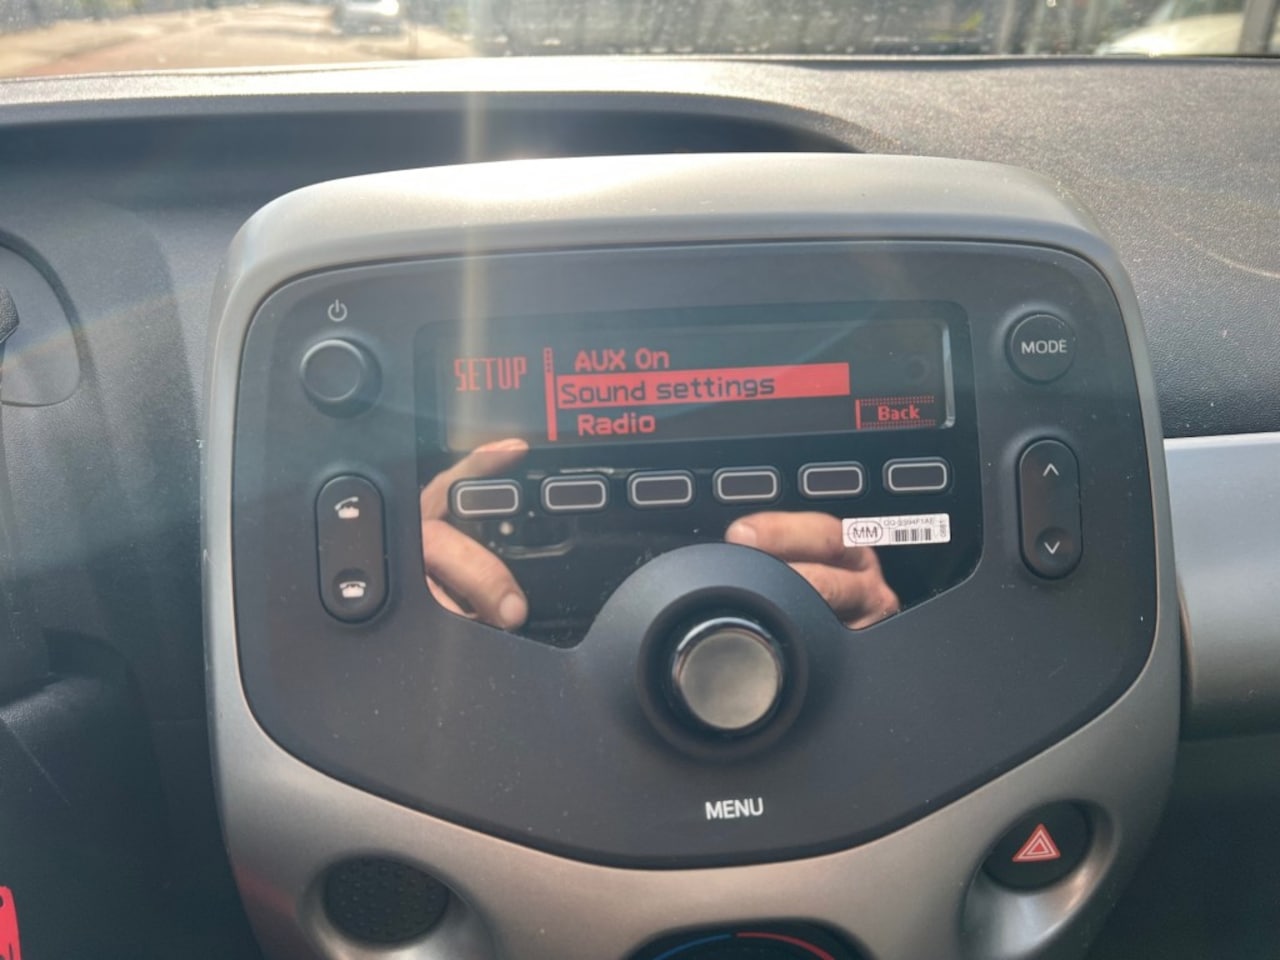 SETUP
AUX On
Sound settings
Radio
Back
MODE
MM
MENU